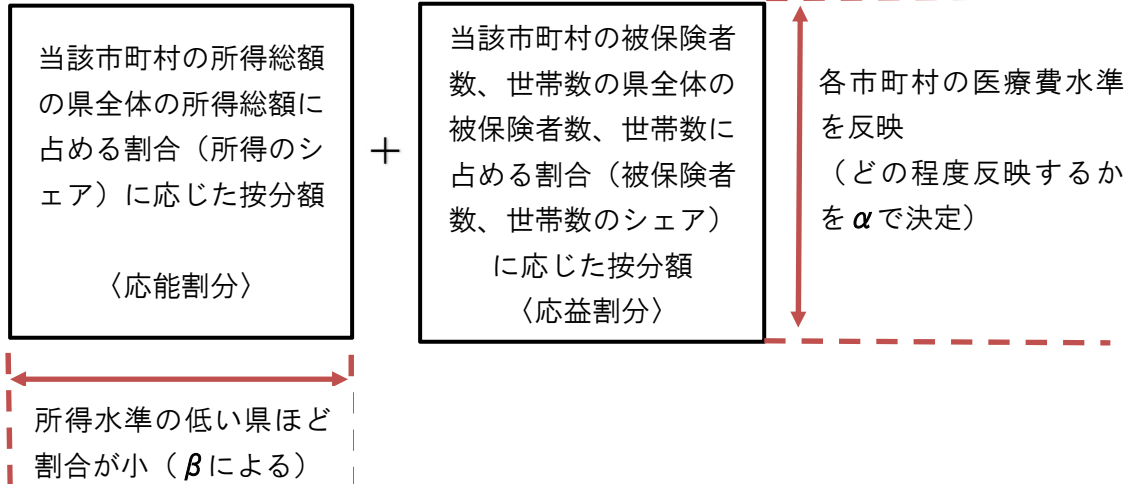 当該市町村の所得総額
の県全体の所得総額に
占める割合（所得のシ
ェア）に応じた按分額
〈応能割分〉
＋
当該市町村の被保険者
数、世帯数の県全体の
被保険者数、世帯数に
占める割合（被保険者
数、世帯数のシェア）
に応じた按分額
〈応益割分〉
各市町村の医療費水準
を反映
（どの程度反映するか
をαで決定）
所得水準の低い県ほど
割合が小（βによる）